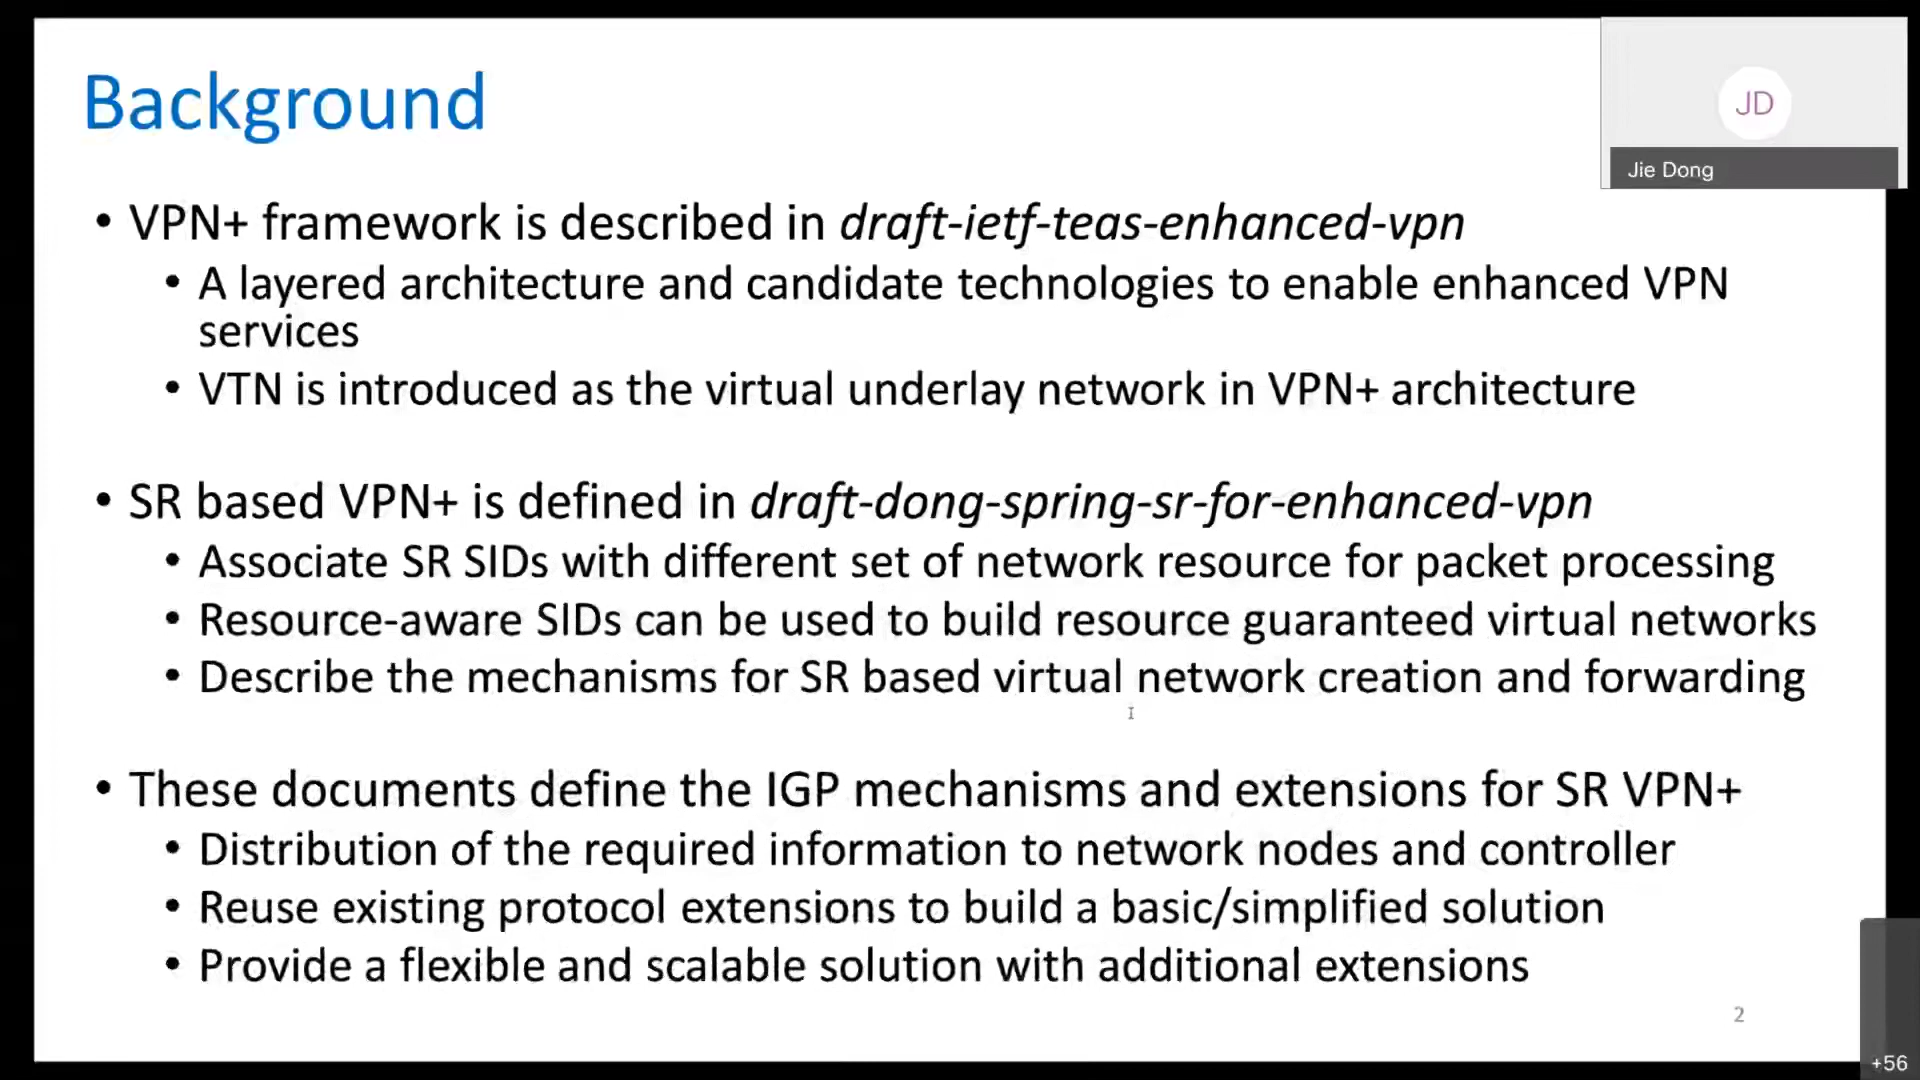 Background
JD
Jie Dong
• VPN+ framework is described in draft-ietf-teas-enhanced-vpn
• A layered architecture and candidate technologies to enable enhanced VPN
services
• VTN is introduced as the virtual underlay network in VPN+ architecture
• SR based VPN+ is defined in draft-dong-spring-sr-for-enhanced-vpn
• Associate SR SIDs with different set of network resource for packet processing
• Resource-aware SIDs can be used to build resource guaranteed virtual networks
• Describe the mechanisms for SR based virtual network creation and forwarding
• These documents define the IGP mechanisms and extensions for SR VPN+
• Distribution of the required information to network nodes and controller
• Reuse existing protocol extensions to build a basic/simplified solution
• Provide a flexible and scalable solution with additional extensions
2
+56